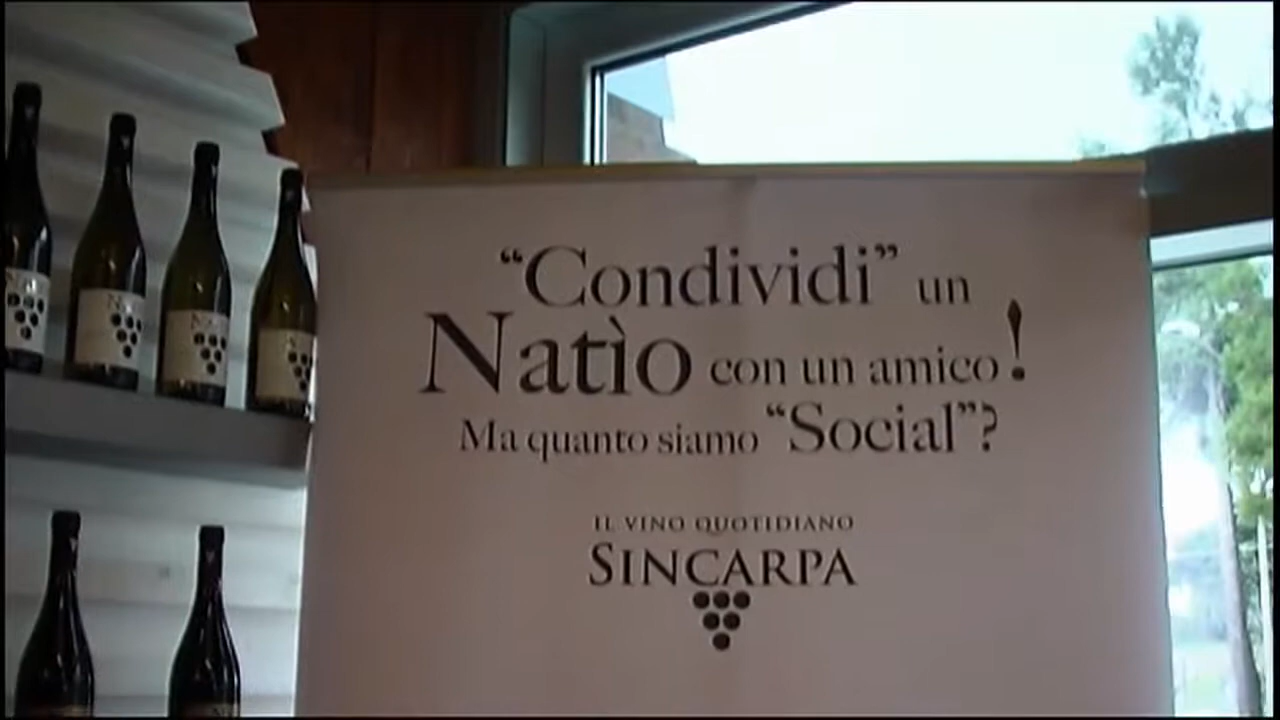 “Condividi” un
Natìo con un amico!
Ma quanto siamo “Social”?
IL VINO QUOTIDIANO
SINCARPA